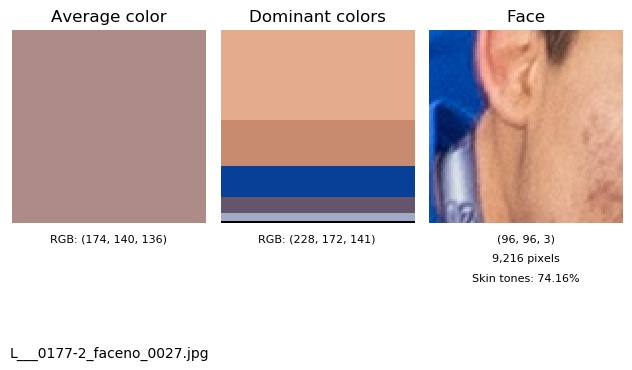 Average color
Dominant colors
Face
RGB: (174, 140, 136)
RGB: (228, 172, 141)
(96, 96, 3)
9,216 pixels
Skin tones: 74.16%
L___0177-2_faceno_0027.jpg